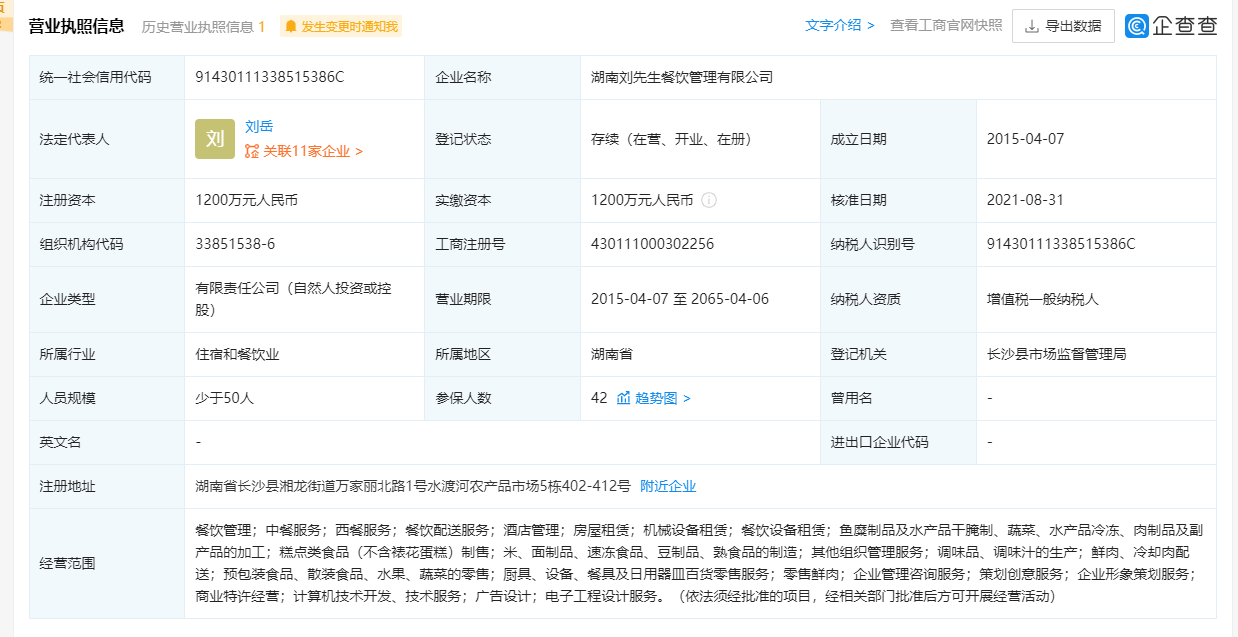 营业执照信息 历史营业执照信息 1 发生变更时通知我 文字介绍 > 查看工商官网快照 导出数据 企查查
统一社会信用代码 91430111338515386C 企业名称 湖南刘先生餐饮管理有限公司
法定代表人 刘 刘岳 关联11家企业 > 登记状态 存续（在营、开业、在册） 成立日期 2015-04-07
注册资本 1200万元人民币 实缴资本 1200万元人民币 核准日期 2021-08-31
组织机构代码 33851538-6 工商注册号 430111000302256 纳税人识别号 91430111338515386C
企业类型 有限责任公司（自然人投资或控
股） 营业期限 2015-04-07 至 2065-04-06 纳税人资质 增值税一般纳税人
所属行业 住宿和餐饮业 所属地区 湖南省 登记机关 长沙县市场监督管理局
人员规模 少于50人 参保人数 42 趋势图 > 曾用名 -
英文名 - 进出口企业代码 -
注册地址 湖南省长沙县湘龙街道万家丽北路1号水渡河农产品市场5栋402-412号 附近企业
经营范围 餐饮管理；中餐服务；西餐服务；餐饮配送服务；酒店管理；房屋租赁；机械设备租赁；餐饮设备租赁；鱼糜制品及水产品干腌制、蔬菜、水产品冷冻、肉制品及副
产品的加工；糕点类食品（不含裱花蛋糕）制售；米、面制品、速冻食品、豆制品、熟食品的制造；其他组织管理服务；调味品、调味汁的生产；鲜肉、冷却肉配
送；预包装食品、散装食品、水果、蔬菜的零售；厨具、设备、餐具及日用器皿百货零售服务；零售鲜肉；企业管理咨询服务；策划创意服务；企业形象策划服务；
商业特许经营；计算机技术开发、技术服务；广告设计；电子工程设计服务。（依法须经批准的项目，经相关部门批准后方可开展经营活动）